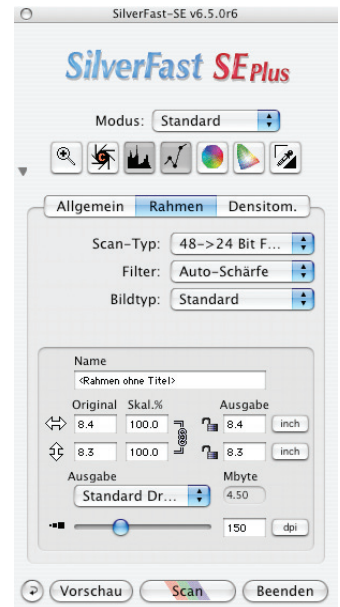 SilverFast-SE v6.5.0r6
SilverFast SE Plus
Modus: Standard
Allgemein Rahmen Densitom.
Scan-Typ: 48->24 Bit F...
Filter: Auto-Schärfe
Bildtyp: Standard
Name
<Rahmen ohne Titel>
Original Skal.% Ausgabe
8.4 100.0 8.4 inch
8.3 100.0 8.3 inch
Ausgabe Mbyte
Standard Dr... 4.50
150 dpi
Vorschau Scan Beenden